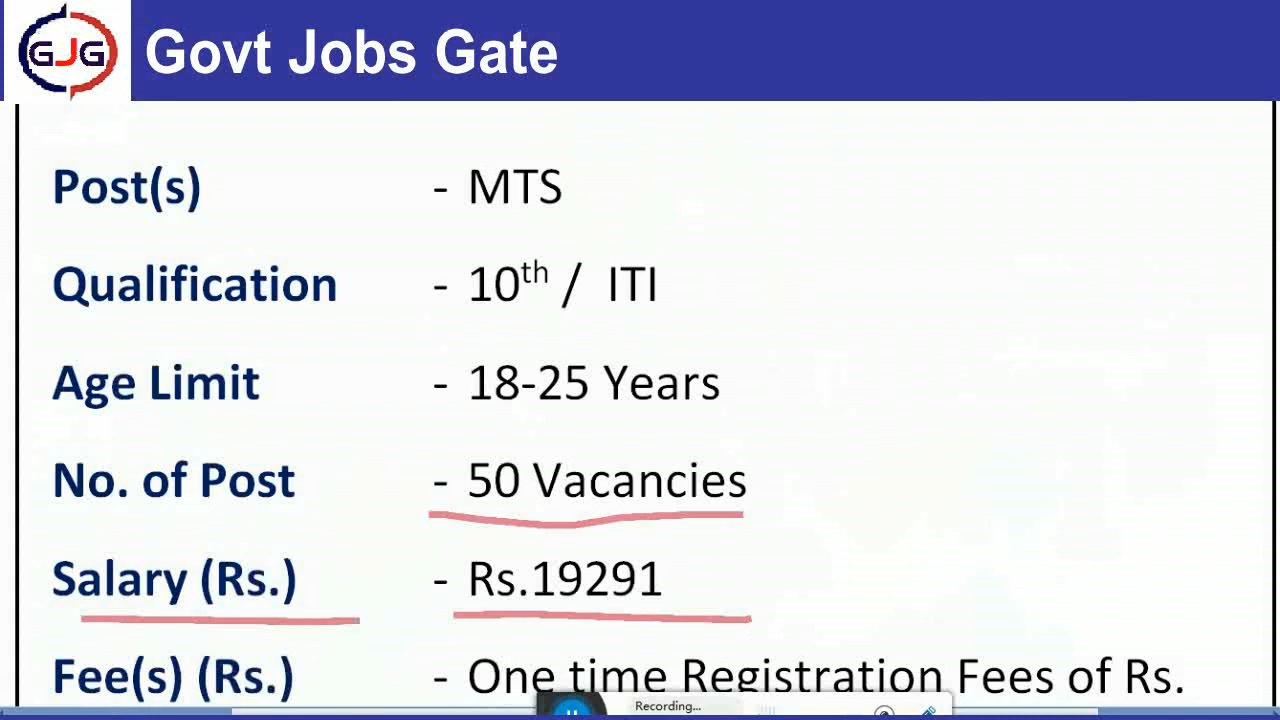 GJG Govt Jobs Gate
Post(s) - MTS
Qualification - 10th / ITI
Age Limit - 18-25 Years
No. of Post - 50 Vacancies
Salary (Rs.) - Rs.19291
Fee(s) (Rs.) - One time Registration Fees of Rs.
Recording...